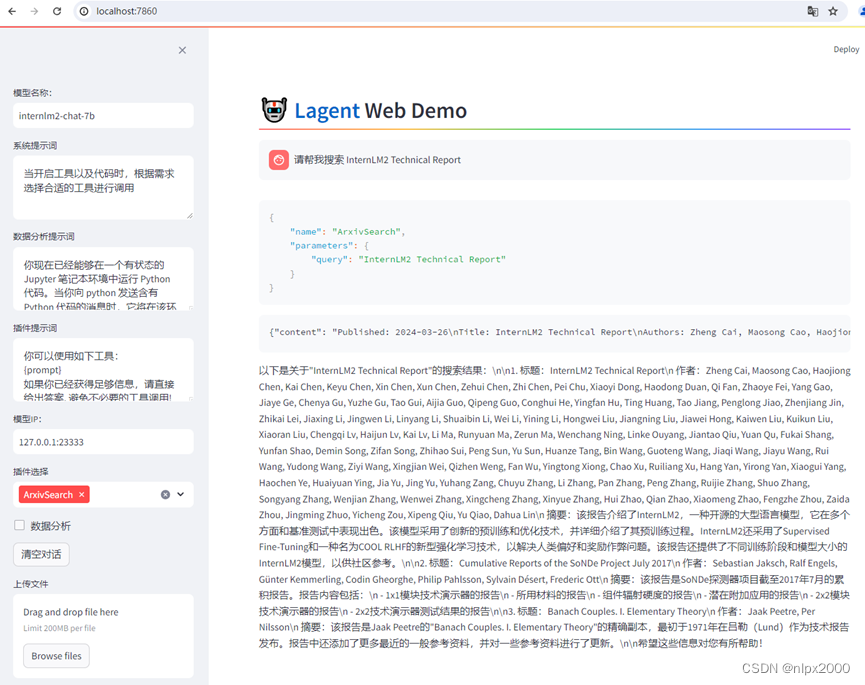 localhost:7860
Deploy
模型名称：
internlm2-chat-7b
系统提示词
当开启工具以及代码时，根据需求
选择合适的工具进行调用
数据分析提示词
你现在已经能够在一个有状态的
Jupyter 笔记本环境中运行 Python
代码。当你向 python 发送含有
Python 代码的消息时，它将在该环
插件提示词
你可以使用如下工具：
{prompt}
如果你已经获得足够信息，请直接
给出答案. 避免不必要的工具调用!
模型IP：
127.0.0.1:23333
插件选择
ArxivSearch
数据分析
清空对话
上传文件
Drag and drop file here
Limit 200MB per file
Browse files
Lagent Web Demo
请帮我搜索 InternLM2 Technical Report
{
"name": "ArxivSearch",
"parameters": {
"query": "InternLM2 Technical Report"
}
}
{"content": "Published: 2024-03-26\nTitle: InternLM2 Technical Report\nAuthors: Zheng Cai, Maosong Cao, Haojion
以下是关于"InternLM2 Technical Report"的搜索结果：\n\n1. 标题：InternLM2 Technical Report\n 作者：Zheng Cai, Maosong Cao, Haojiong
Chen, Kai Chen, Keyu Chen, Xin Chen, Xun Chen, Zehui Chen, Zhi Chen, Pei Chu, Xiaoyi Dong, Haodong Duan, Qi Fan, Zhaoye Fei, Yang Gao,
Jiaye Ge, Chenya Gu, Yuzhe Gu, Tao Gui, Aijia Guo, Qipeng Guo, Conghui He, Yingfan Hu, Ting Huang, Tao Jiang, Penglong Jiao, Zhenjiang Jin,
Zhikai Lei, Jiaxing Li, Jingwen Li, Linyang Li, Shuaibin Li, Wei Li, Yining Li, Hongwei Liu, Jiangning Liu, Jiawei Hong, Kaiwen Liu, Kuikun Liu,
Xiaoran Liu, Chengqi Lv, Haijun Lv, Kai Lv, Li Ma, Runyuan Ma, Zerun Ma, Wenchang Ning, Linke Ouyang, Jiantao Qiu, Yuan Qu, Fukai Shang,
Yunfan Shao, Demin Song, Zifan Song, Zhihao Sui, Peng Sun, Yu Sun, Huanze Tang, Bin Wang, Guoteng Wang, Jiaqi Wang, Jiayu Wang, Rui
Wang, Yudong Wang, Ziyi Wang, Xingjian Wei, Qizhen Weng, Fan Wu, Yingtong Xiong, Chao Xu, Ruiliang Xu, Hang Yan, Yirong Yan, Xiaogui Yang,
Haochen Ye, Huaiyuan Ying, Jia Yu, Jing Yu, Yuhang Zang, Chuyu Zhang, Li Zhang, Pan Zhang, Peng Zhang, Ruijie Zhang, Shuo Zhang,
Songyang Zhang, Wenjian Zhang, Wenwei Zhang, Xingcheng Zhang, Xinyue Zhang, Hui Zhao, Qian Zhao, Xiaomeng Zhao, Fengzhe Zhou, Zaida
Zhou, Jingming Zhuo, Yicheng Zou, Xipeng Qiu, Yu Qiao, Dahua Lin\n 摘要：该报告介绍了InternLM2，一种开源的大型语言模型，它在多个
方面和基准测试中表现出色。该模型采用了创新的预训练和优化技术，并详细介绍了其预训练过程。InternLM2还采用了Supervised
Fine-Tuning和一种名为COOL RLHF的新型强化学习技术，以解决人类偏好和奖励作弊问题。该报告还提供了不同训练阶段和模型大小的
InternLM2模型，以供社区参考。\n\n2. 标题：Cumulative Reports of the SoNDe Project July 2017\n 作者：Sebastian Jaksch, Ralf Engels,
Günter Kemmerling, Codin Gheorghe, Philip Pahlsson, Sylvain Désert, Frederic Ott\n 摘要：该报告是SoNDe探测器项目截至2017年7月的累
积报告。报告内容包括：\n - 1x1模块技术演示器的报告\n - 所用材料的报告\n - 组件辐射硬度的报告\n - 潜在附加应用的报告\n - 2x2模块
技术演示器的报告\n - 2x2技术演示器测试结果的报告\n\n3. 标题：Banach Couples. I. Elementary Theory\n 作者：Jaak Peetre, Per
Nilsson\n 摘要：该报告是Jaak Peetre的"Banach Couples. I. Elementary Theory"的精确副本，最初于1971年在吕勒（Lund）作为技术报告
发布。报告中还添加了更多最近的一般参考资料，并对一些参考资料进行了更新。\n\n希望这些信息对您有所帮助！
CSDN @nlpx2000